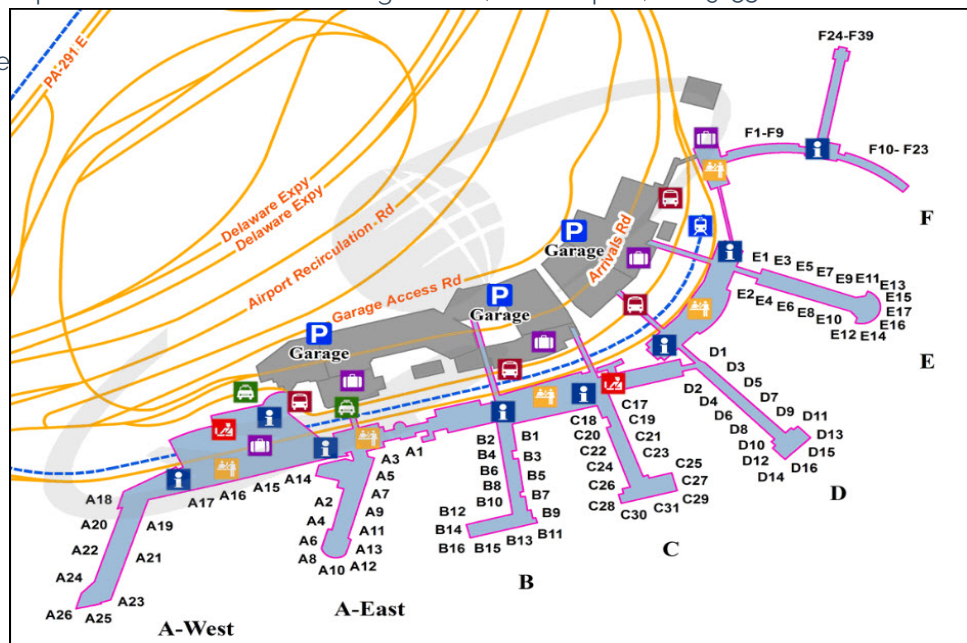 PA-291 E
Delaware Expy
Delaware Expy
Airport Recirculation-Rd
Garage Access Rd
Arrivals Rd
P
Garage
P
Garage
P
Garage
F24-F39
F1-F9
F10- F23
F
E1
E3
E5
E7
E9
E11
E13
E15
E17
E16
E14
E12
E10
E8
E6
E4
E2
E
D1
D3
D5
D7
D9
D11
D13
D15
D16
D14
D12
D10
D8
D6
D4
D2
D
C17
C19
C21
C23
C25
C27
C29
C31
C30
C28
C26
C24
C22
C20
C18
C
B1
B3
B5
B7
B9
B11
B13
B15
B16
B14
B12
B10
B8
B6
B4
B2
B
A1
A3
A5
A7
A9
A11
A13
A12
A10
A8
A6
A4
A2
A-East
A14
A15
A16
A17
A18
A19
A20
A21
A22
A23
A24
A25
A26
A-West